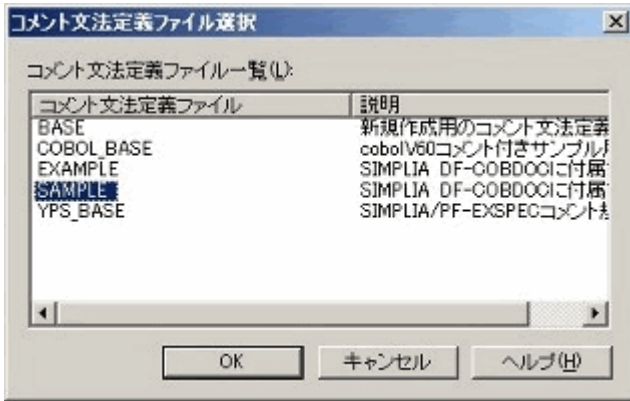 コメント文法定義ファイル選択
コメント文法定義ファイル一覧(L):
コメント文法定義ファイル 説明
BASE 新規作成用のコメント文法定義
COBOL_BASE cobolV60コメント付きサンプル
EXAMPLE SIMPLIA DF-COBDOCに付属
SAMPLE SIMPLIA DF-COBDOCに付属
YPS_BASE SIMPLIA/PF-EXSPECコメント
OK キャンセル ヘルプ(H)